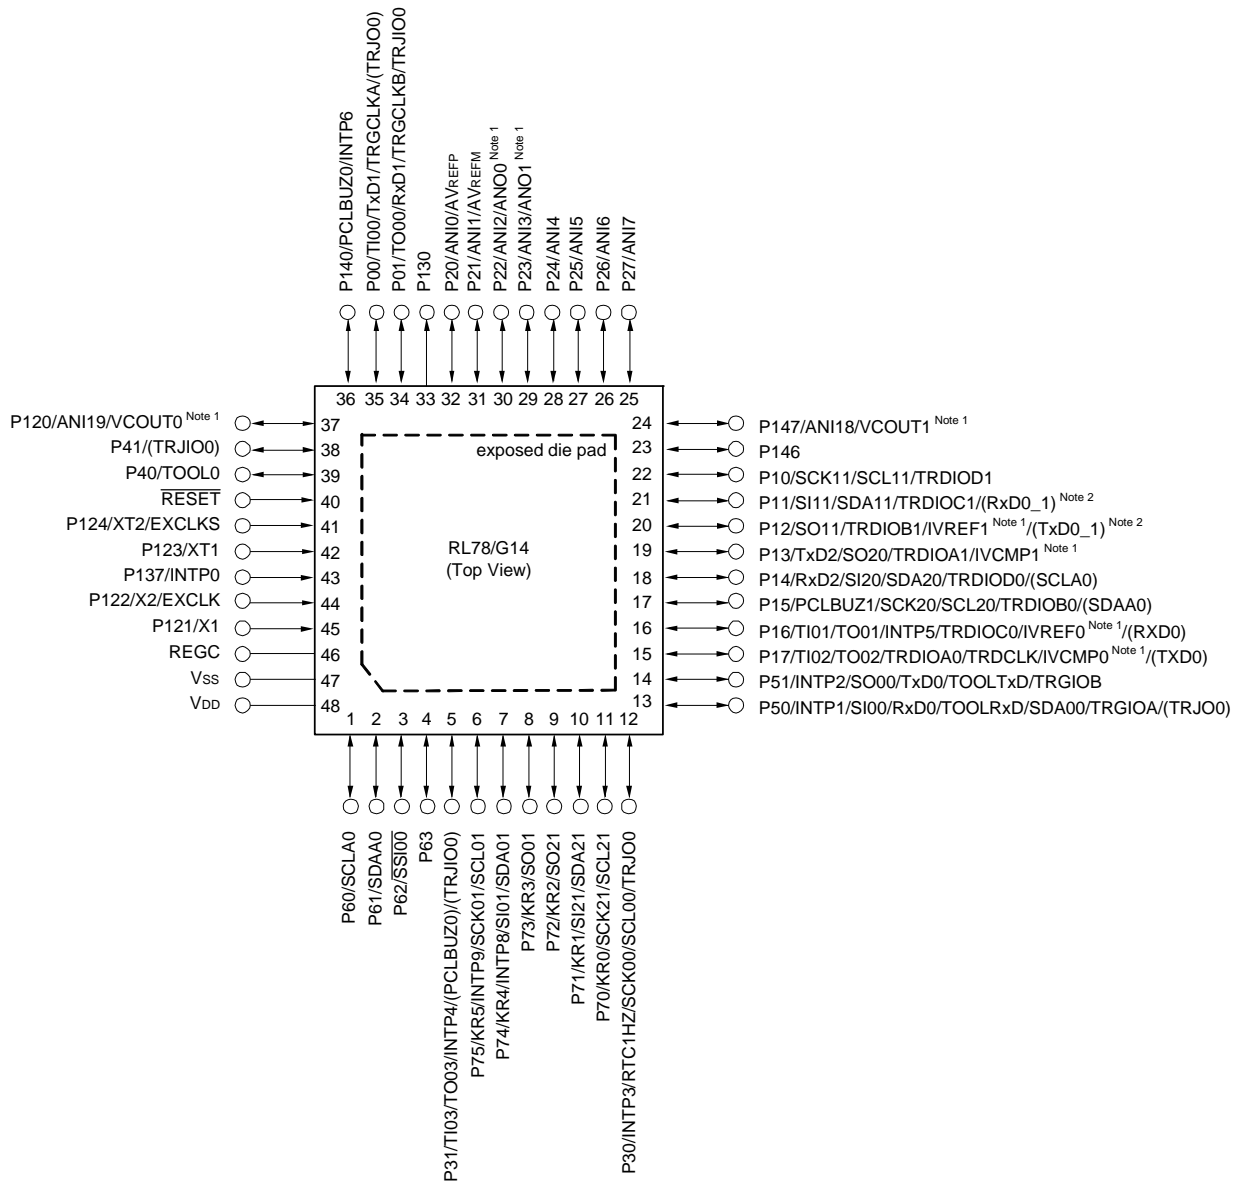 P140/PCLBUZ0/INTP6
P00/TI00/TxD1/TRGCLKA/(TRJO0)
P01/TO00/RxD1/TRGCLKB/TRJIO0
P130
P20/ANI0/AVREFP
P21/ANI1/AVREFM
P22/ANI2/ANO0 Note 1
P23/ANI3/ANO1 Note 1
P24/ANI4
P25/ANI5
P26/ANI6
P27/ANI7
36 35 34 33 32 31 30 29 28 27 26 25
P120/ANI19/VCOUT0 Note 1 37
P41/(TRJIO0) 38
P40/TOOL0 39
RESET 40
P124/XT2/EXCLKS 41
P123/XT1 42
P137/INTP0 43
P122/X2/EXCLK 44
P121/X1 45
REGC 46
VSS 47
VDD 48
exposed die pad
RL78/G14
(Top View)
24 P147/ANI18/VCOUT1 Note 1
23 P146
22 P10/SCK11/SCL11/TRDIOD1
21 P11/SI11/SDA11/TRDIOC1/(RxD0_1) Note 2
20 P12/SO11/TRDIOB1/IVREF1 Note 1/(TxD0_1) Note 2
19 P13/TxD2/SO20/TRDIOA1/IVCMP1 Note 1
18 P14/RxD2/SI20/SDA20/TRDIOD0/(SCLA0)
17 P15/PCLBUZ1/SCK20/SCL20/TRDIOB0/(SDAA0)
16 P16/TI01/TO01/INTP5/TRDIOC0/IVREF0 Note 1/(RXD0)
15 P17/TI02/TO02/TRDIOA0/TRDCLK/IVCMP0 Note 1/(TXD0)
14 P51/INTP2/SO00/TxD0/TOOLTxD/TRGIOB
13 P50/INTP1/SI00/RxD0/TOOLRxD/SDA00/TRGIOA/(TRJO0)
1 2 3 4 5 6 7 8 9 10 11 12
P60/SCLA0
P61/SDAA0
P62/SSI00
P63
P31/TI03/TO03/INTP4/(PCLBUZ0)/(TRJIO0)
P75/KR5/INTP9/SCK01/SCL01
P74/KR4/INTP8/SI01/SDA01
P73/KR3/SO01
P72/KR2/SO21
P71/KR1/SI21/SDA21
P70/KR0/SCK21/SCL21
P30/INTP3/RTC1HZ/SCK00/SCL00/TRJO0